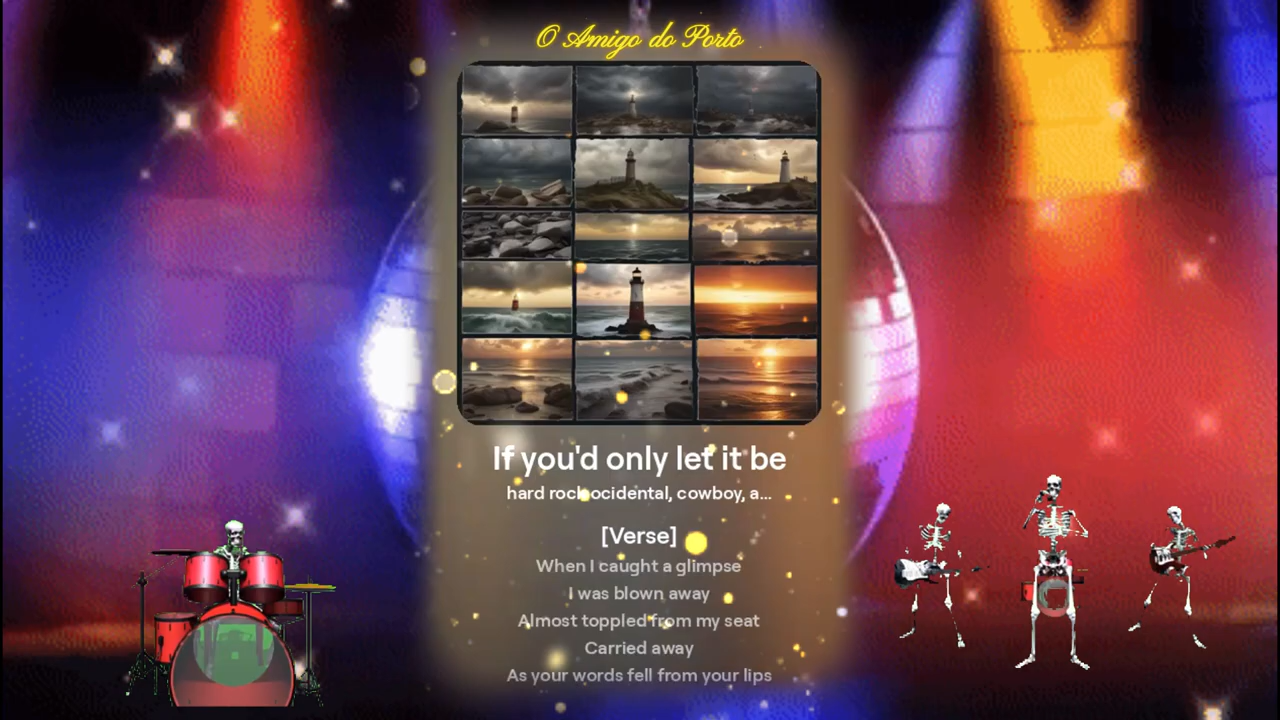 O Amigo do Porto
If you'd only let it be
hard rock ocidental, cowboy, a...
[Verse]
When I caught a glimpse
I was blown away
Almost toppled from my seat
Carried away
As your words fell from your lips